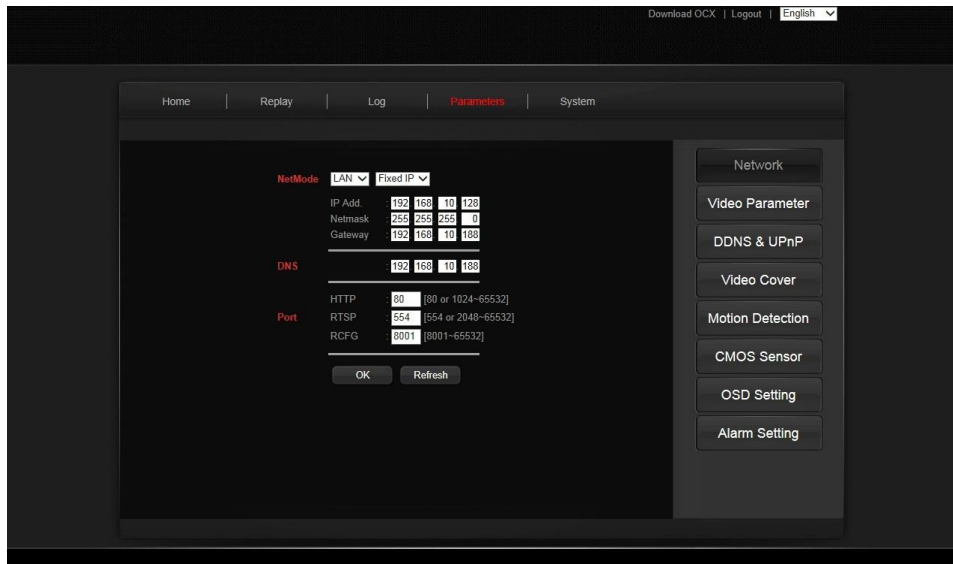 Download OCX | Logout | English
Home | Replay | Log | Parameters | System
NetMode LAN Fixed IP
IP Add. : 192. 168. 10. 128
Netmask : 255. 255. 255. 0
Gateway : 192. 168. 10. 188
DNS : 192. 168. 10. 188
HTTP : 80 [80 or 1024~65532]
Port RTSP : 554 [554 or 2048~65532]
RCFG : 8001 [8001~65532]
OK Refresh
Network
Video Parameter
DDNS & UPnP
Video Cover
Motion Detection
CMOS Sensor
OSD Setting
Alarm Setting